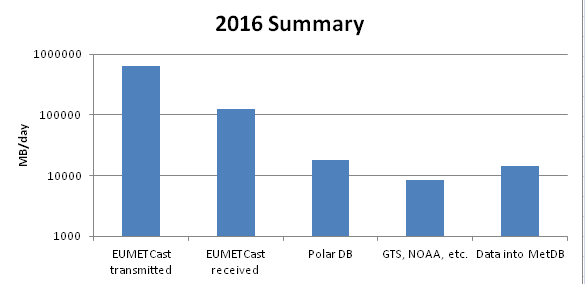 2016 Summary
1000000
100000
10000
1000
MB/day
EUMETCast transmitted
EUMETCast received
Polar DB
GTS, NOAA, etc.
Data into MetDB